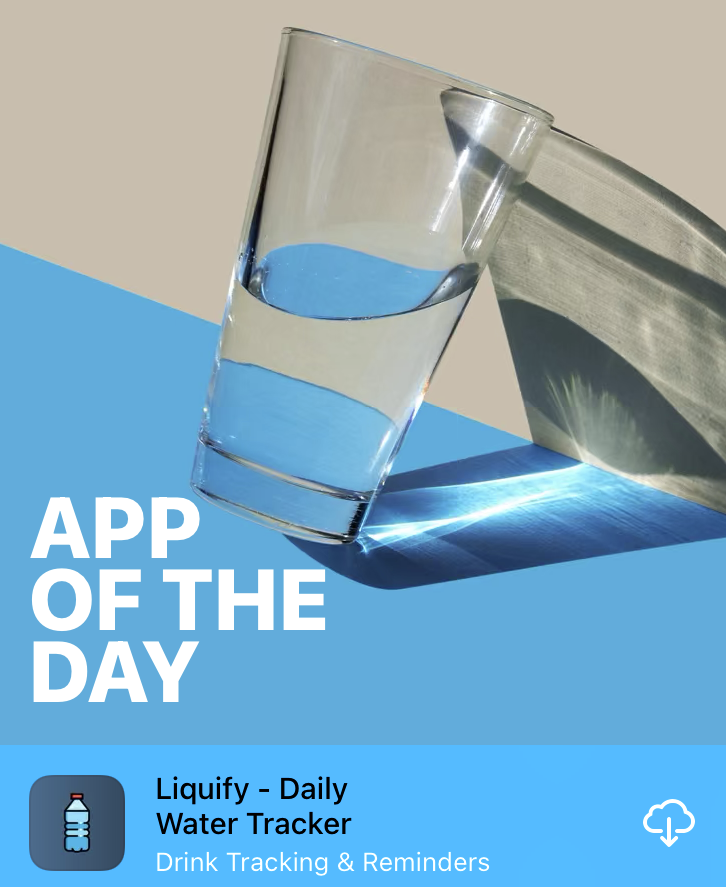 APP
OF THE
DAY
Liquify - Daily
Water Tracker
Drink Tracking & Reminders